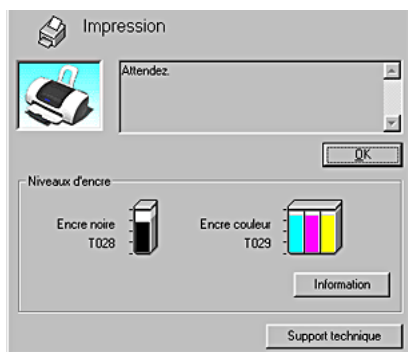 Impression
Attendez.
OK
Niveaux d'encre
Encre noire
T028
Encre couleur
T029
Information
Support technique